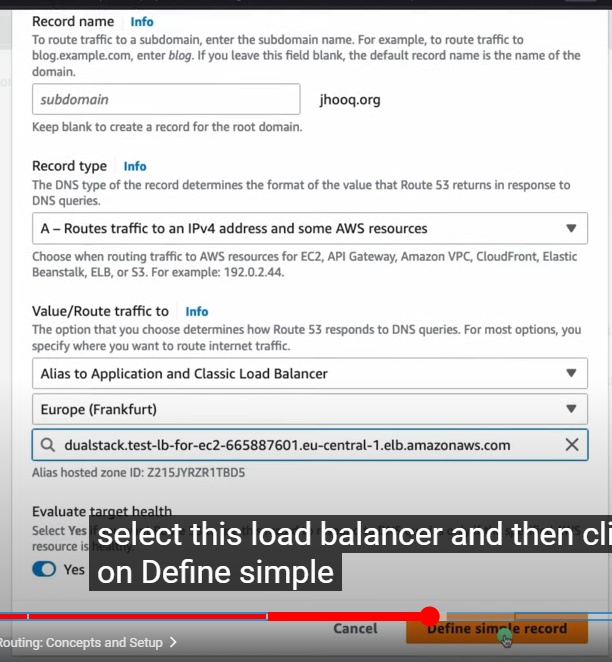 Record name Info
To route traffic to a subdomain, enter the subdomain name. For example, to route traffic to
blog.example.com, enter blog. If you leave this field blank, the default record name is the name of the
domain.
subdomain jhooq.org
Keep blank to create a record for the root domain.
Record type Info
The DNS type of the record determines the format of the value that Route 53 returns in response to
DNS queries.
A – Routes traffic to an IPv4 address and some AWS resources
Choose when routing traffic to AWS resources for EC2, API Gateway, Amazon VPC, CloudFront, Elastic
Beanstalk, ELB, or S3. For example: 192.0.2.44.
Value/Route traffic to Info
The option that you choose determines how Route 53 responds to DNS queries. For most options, you
specify where you want to route internet traffic.
Alias to Application and Classic Load Balancer
Europe (Frankfurt)
dualstack.test-lb-for-ec2-665887601.eu-central-1.elb.amazonaws.com
Alias hosted zone ID: Z215JYRZR1TBD5
Evaluate target health
Select Yes
resource is healthy.
select this load balancer and then cli
on Define simple
Yes
Cancel Define simple record
Routing: Concepts and Setup